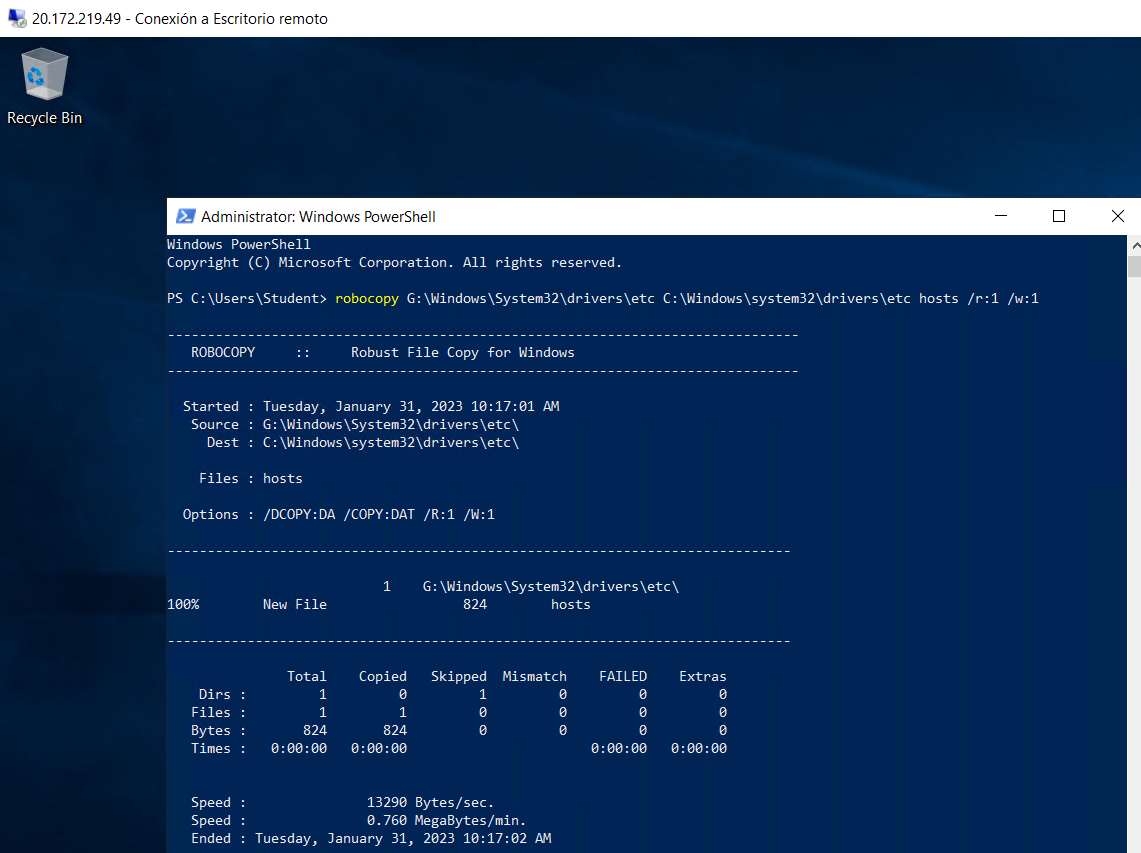 20.172.219.49 - Conexión a Escritorio remoto
Recycle Bin
Administrator: Windows PowerShell
Windows PowerShell
Copyright (C) Microsoft Corporation. All rights reserved.
PS C:\Users\Student> robocopy G:\Windows\System32\drivers\etc C:\Windows\system32\drivers\etc hosts /r:1 /w:1
-------------------------------------------------------------------------------
ROBOCOPY     ::     Robust File Copy for Windows
-------------------------------------------------------------------------------
Started : Tuesday, January 31, 2023 10:17:01 AM
Source : G:\Windows\System32\drivers\etc\
Dest : C:\Windows\system32\drivers\etc\
Files : hosts
Options : /DCOPY:DA /COPY:DAT /R:1 /W:1
------------------------------------------------------------------------------
1    G:\Windows\System32\drivers\etc\
100%        New File                 824        hosts
------------------------------------------------------------------------------
Total    Copied   Skipped  Mismatch    FAILED    Extras
Dirs :         1         0         1         0         0         0
Files :         1         1         0         0         0         0
Bytes :       824       824         0         0         0         0
Times :   0:00:00   0:00:00                       0:00:00   0:00:00
Speed :               13290 Bytes/sec.
Speed :               0.760 MegaBytes/min.
Ended : Tuesday, January 31, 2023 10:17:02 AM